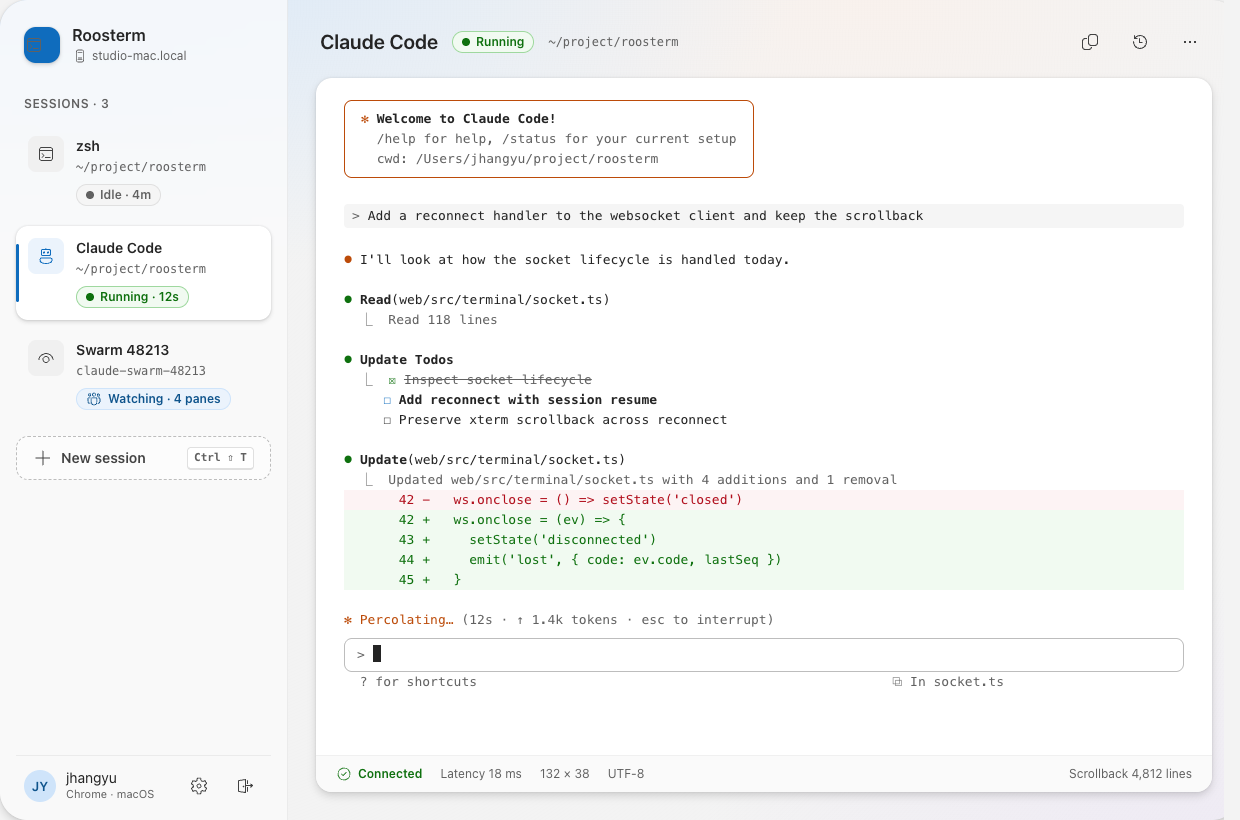 Roosterm
studio-mac.local
SESSIONS · 3
zsh
~/project/roosterm
Idle · 4m
Claude Code
~/project/roosterm
Running · 12s
Swarm 48213
claude-swarm-48213
Watching · 4 panes
New session
Ctrl ⇧ T
JY
jhangyu
Chrome · macOS
Claude Code
Running
~/project/roosterm
✻ Welcome to Claude Code!
/help for help, /status for your current setup
cwd: /Users/jhangyu/project/roosterm
> Add a reconnect handler to the websocket client and keep the scrollback
● I'll look at how the socket lifecycle is handled today.
● Read(web/src/terminal/socket.ts)
⎿ Read 118 lines
● Update Todos
⎿ ☒ Inspect socket lifecycle
☐ Add reconnect with session resume
☐ Preserve xterm scrollback across reconnect
● Update(web/src/terminal/socket.ts)
⎿ Updated web/src/terminal/socket.ts with 4 additions and 1 removal
42 − ws.onclose = () => setState('closed')
42 + ws.onclose = (ev) => {
43 + setState('disconnected')
44 + emit('lost', { code: ev.code, lastSeq })
45 + }
✻ Percolating… (12s · ↑ 1.4k tokens · esc to interrupt)
>
? for shortcuts
⧉ In socket.ts
Connected
Latency 18 ms
132 × 38
UTF-8
Scrollback 4,812 lines